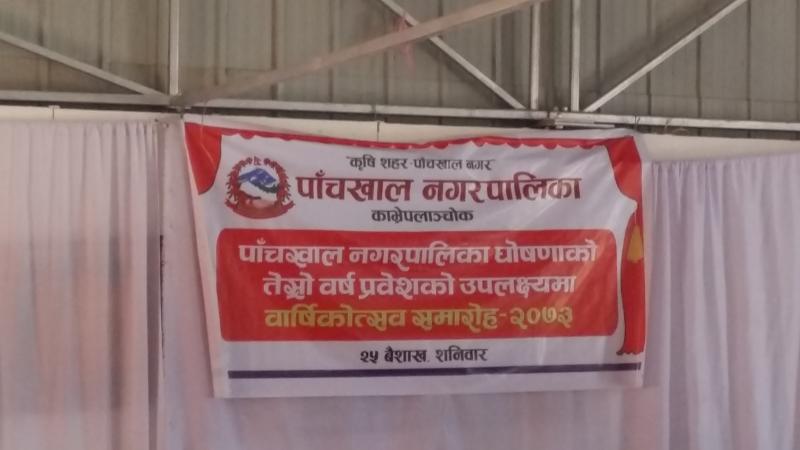 "कृषि शहर-पाँचखाल नगर"
पाँचखाल नगरपालिका
काभ्रेपलाञ्चोक
पाँचखाल नगरपालिका घोषणाको
तेस्रो वर्ष प्रवेशको उपलक्ष्यमा
वार्षिकोत्सव समारोह-२०७३
२५ बैशाख, शनिवार